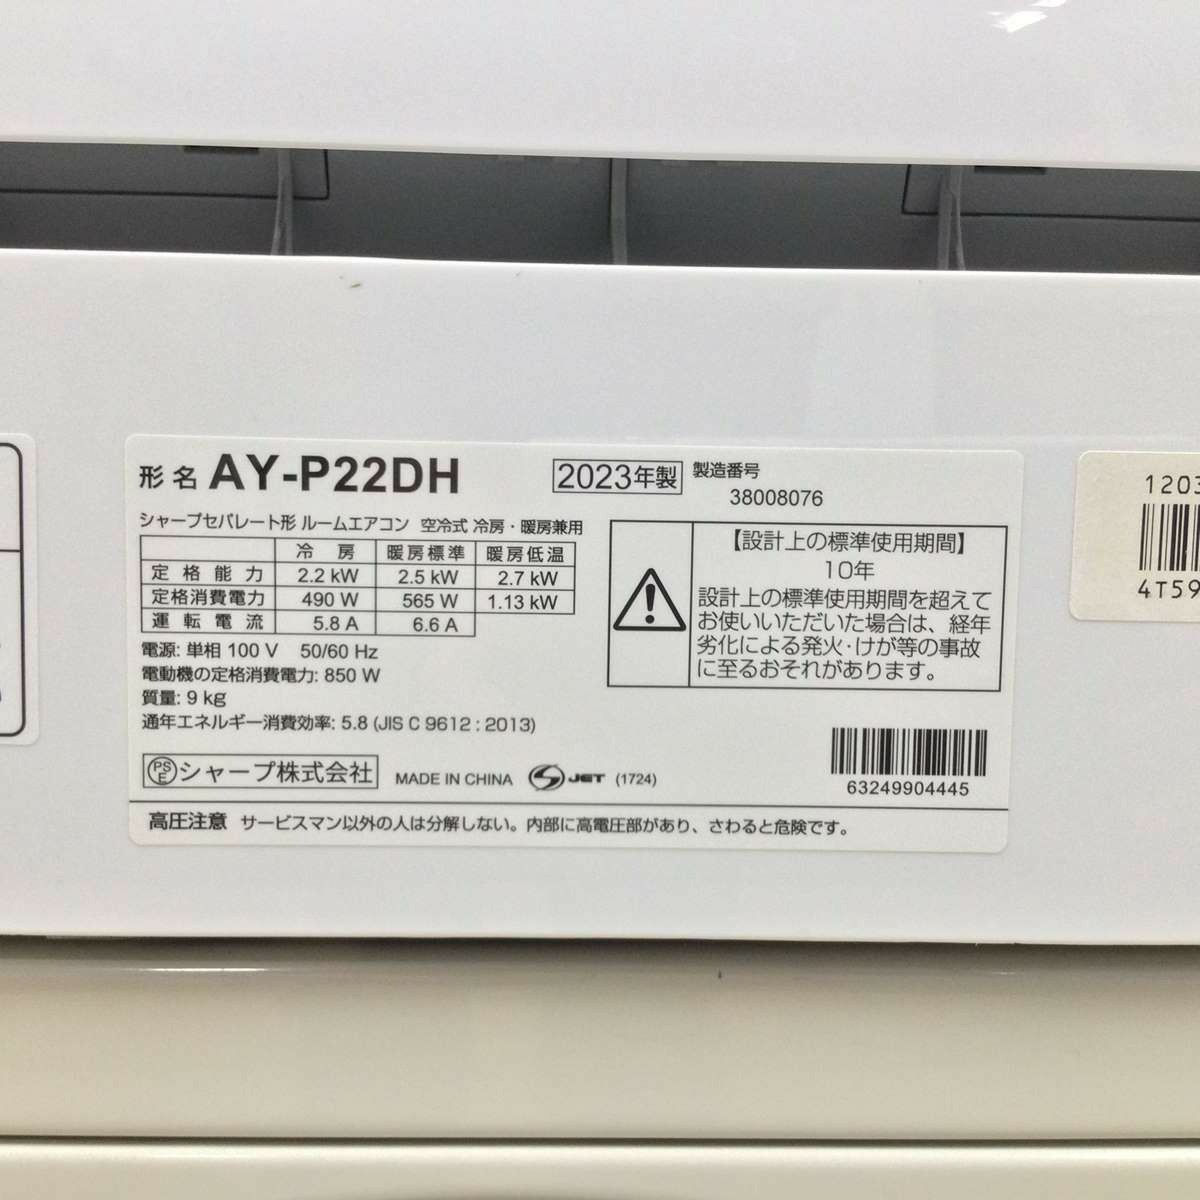 形名 AY-P22DH
2023年製
製造番号
38008076
シャープセパレート形 ルームエアコン 空冷式 冷房・暖房兼用
冷房 暖房標準 暖房低温
定格能力 2.2 kW 2.5 kW 2.7 kW
定格消費電力 490 W 565 W 1.13 kW
運転電流 5.8 A 6.6 A
電源: 単相 100 V 50/60 Hz
電動機の定格消費電力: 850 W
質量: 9 kg
通年エネルギー消費効率: 5.8 (JIS C 9612 : 2013)
【設計上の標準使用期間】
10年
設計上の標準使用期間を超えて
お使いいただいた場合は、経年
劣化による発火・けが等の事故
に至るおそれがあります。
PSE シャープ株式会社 MADE IN CHINA JET (1724)
63249904445
高圧注意 サービスマン以外の人は分解しない。内部に高電圧部があり、さわると危険です。
1203
4T59